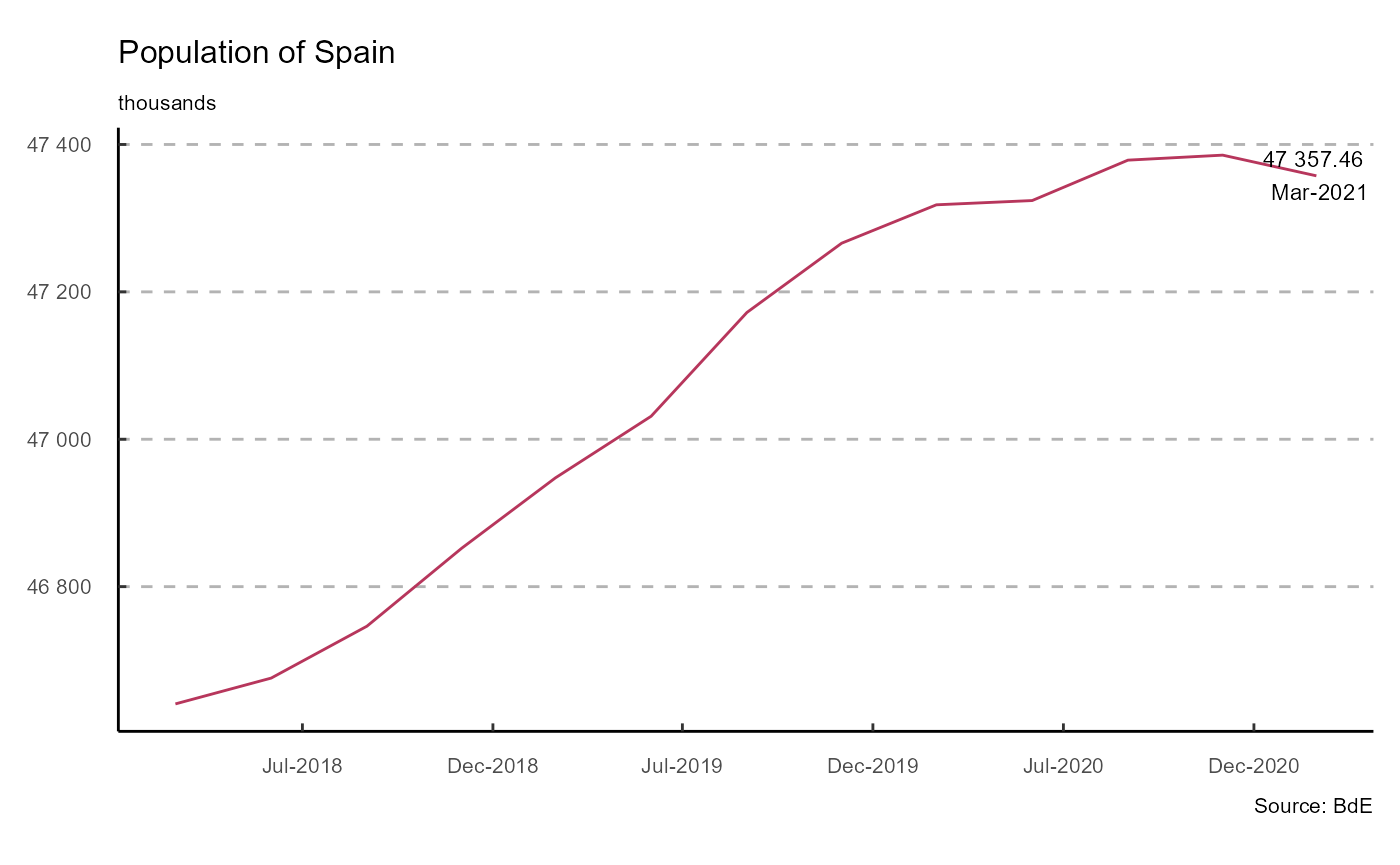 Population of Spain
thousands
47 400
47 357.46
Mar-2021
47 200
47 000
46 800
Jul-2018 Dec-2018 Jul-2019 Dec-2019 Jul-2020 Dec-2020
Source: BdE